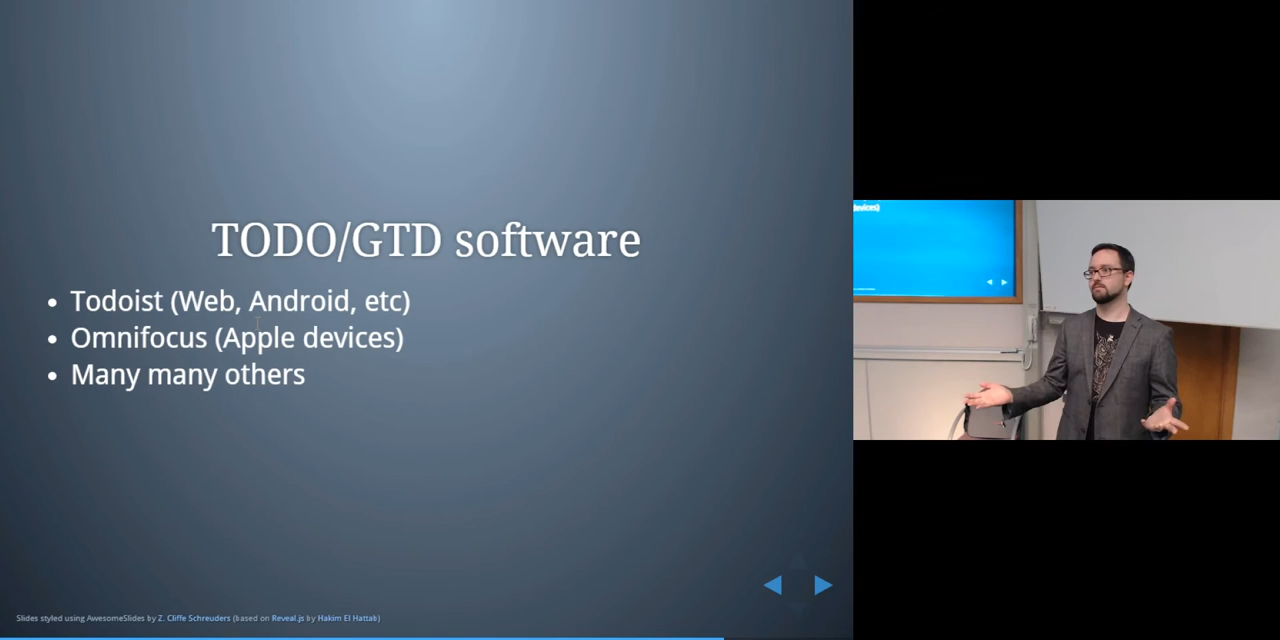 TODO/GTD software
Todoist (Web, Android, etc)
Omnifocus (Apple devices)
Many many others
Slides styled using AwesomeSlides by Z. Cliffe Schreuders (based on Reveal.js by Hakim El Hattab)
devices)